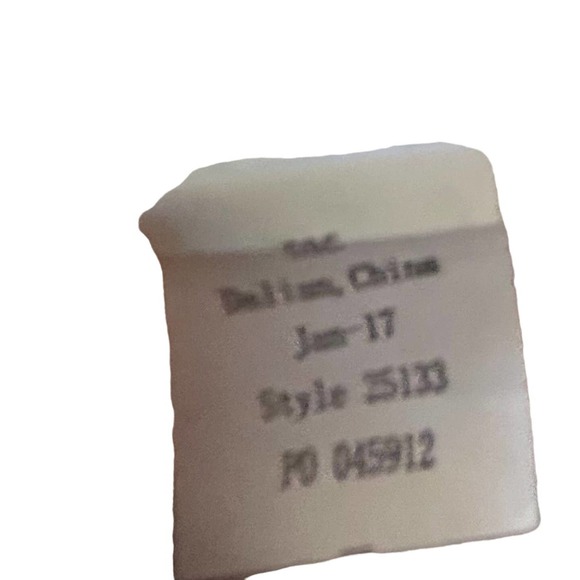 Dalian, China
Jan-17
Style 25133
PO 045912